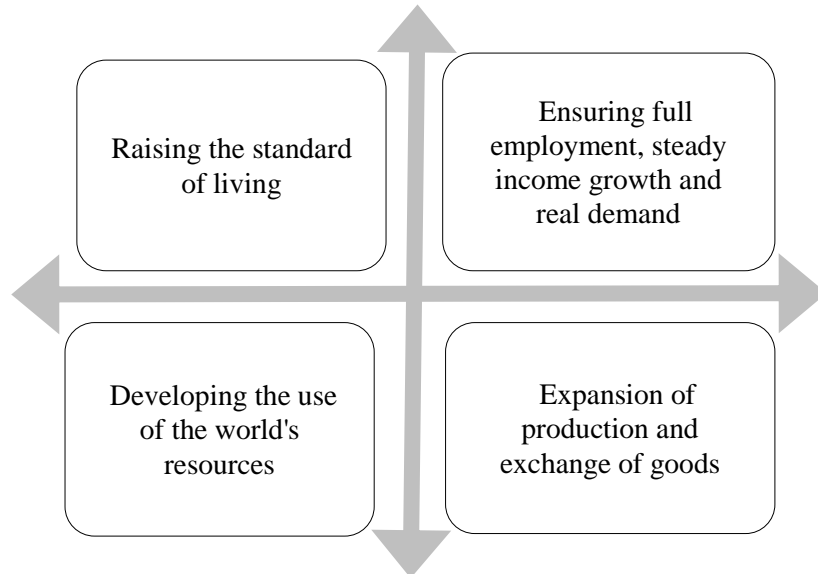 Raising the standard
of living
Ensuring full
employment, steady
income growth and
real demand
Developing the use
of the world's
resources
Expansion of
production and
exchange of goods